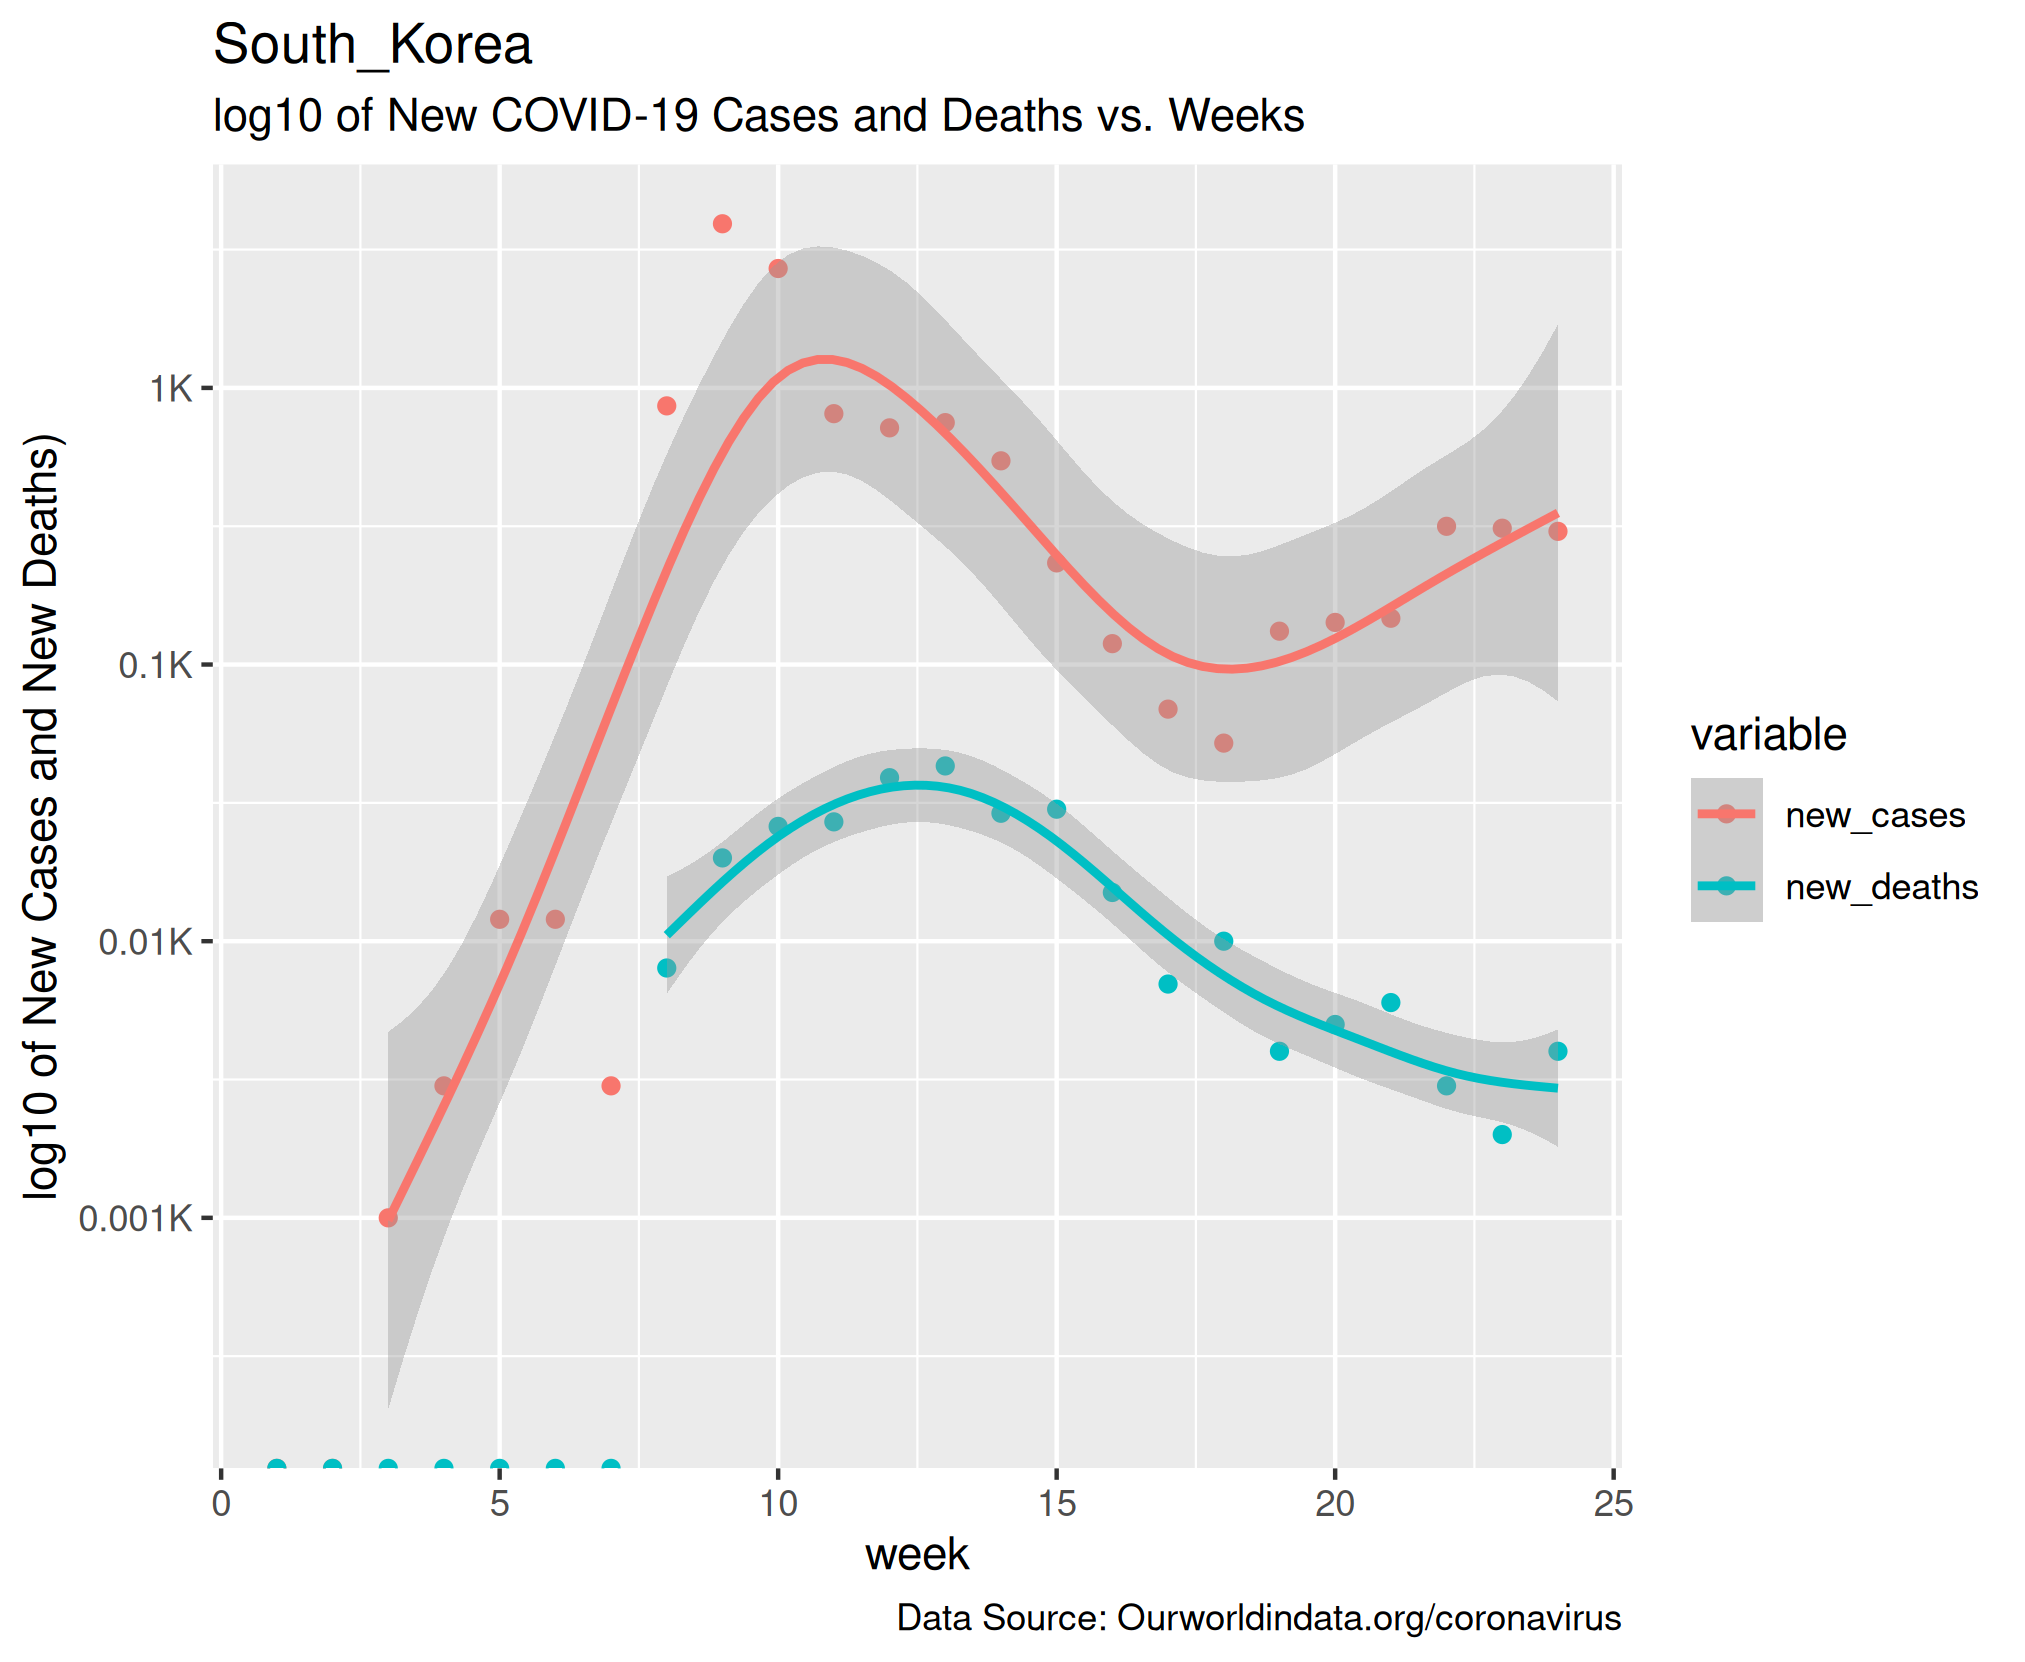 South_Korea
log10 of New COVID-19 Cases and Deaths vs. Weeks
log10 of New Cases and New Deaths)
1K
0.1K
0.01K
0.001K
0 5 10 15 20 25
week
variable
new_cases
new_deaths
Data Source: Ourworldindata.org/coronavirus